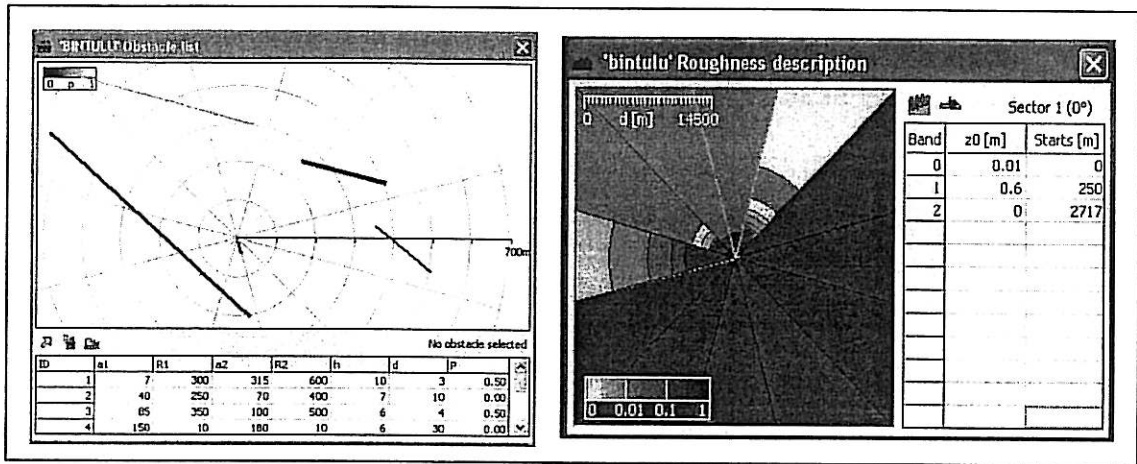 'BINTULU' Obstacle list
0 p 1
700m
No obstacle selected
ID a1 R1 a2 R2 h d p
1 7 300 315 600 10 3 0.50
2 40 250 70 400 7 10 0.00
3 85 350 100 500 6 4 0.50
4 150 10 180 10 6 30 0.00
'bintulu' Roughness description
0 d [m] 14500
0 0.01 0.1 1
Sector 1 (0°)
Band z0 [m] Starts [m]
0 0.01 0
1 0.6 250
2 0 2717